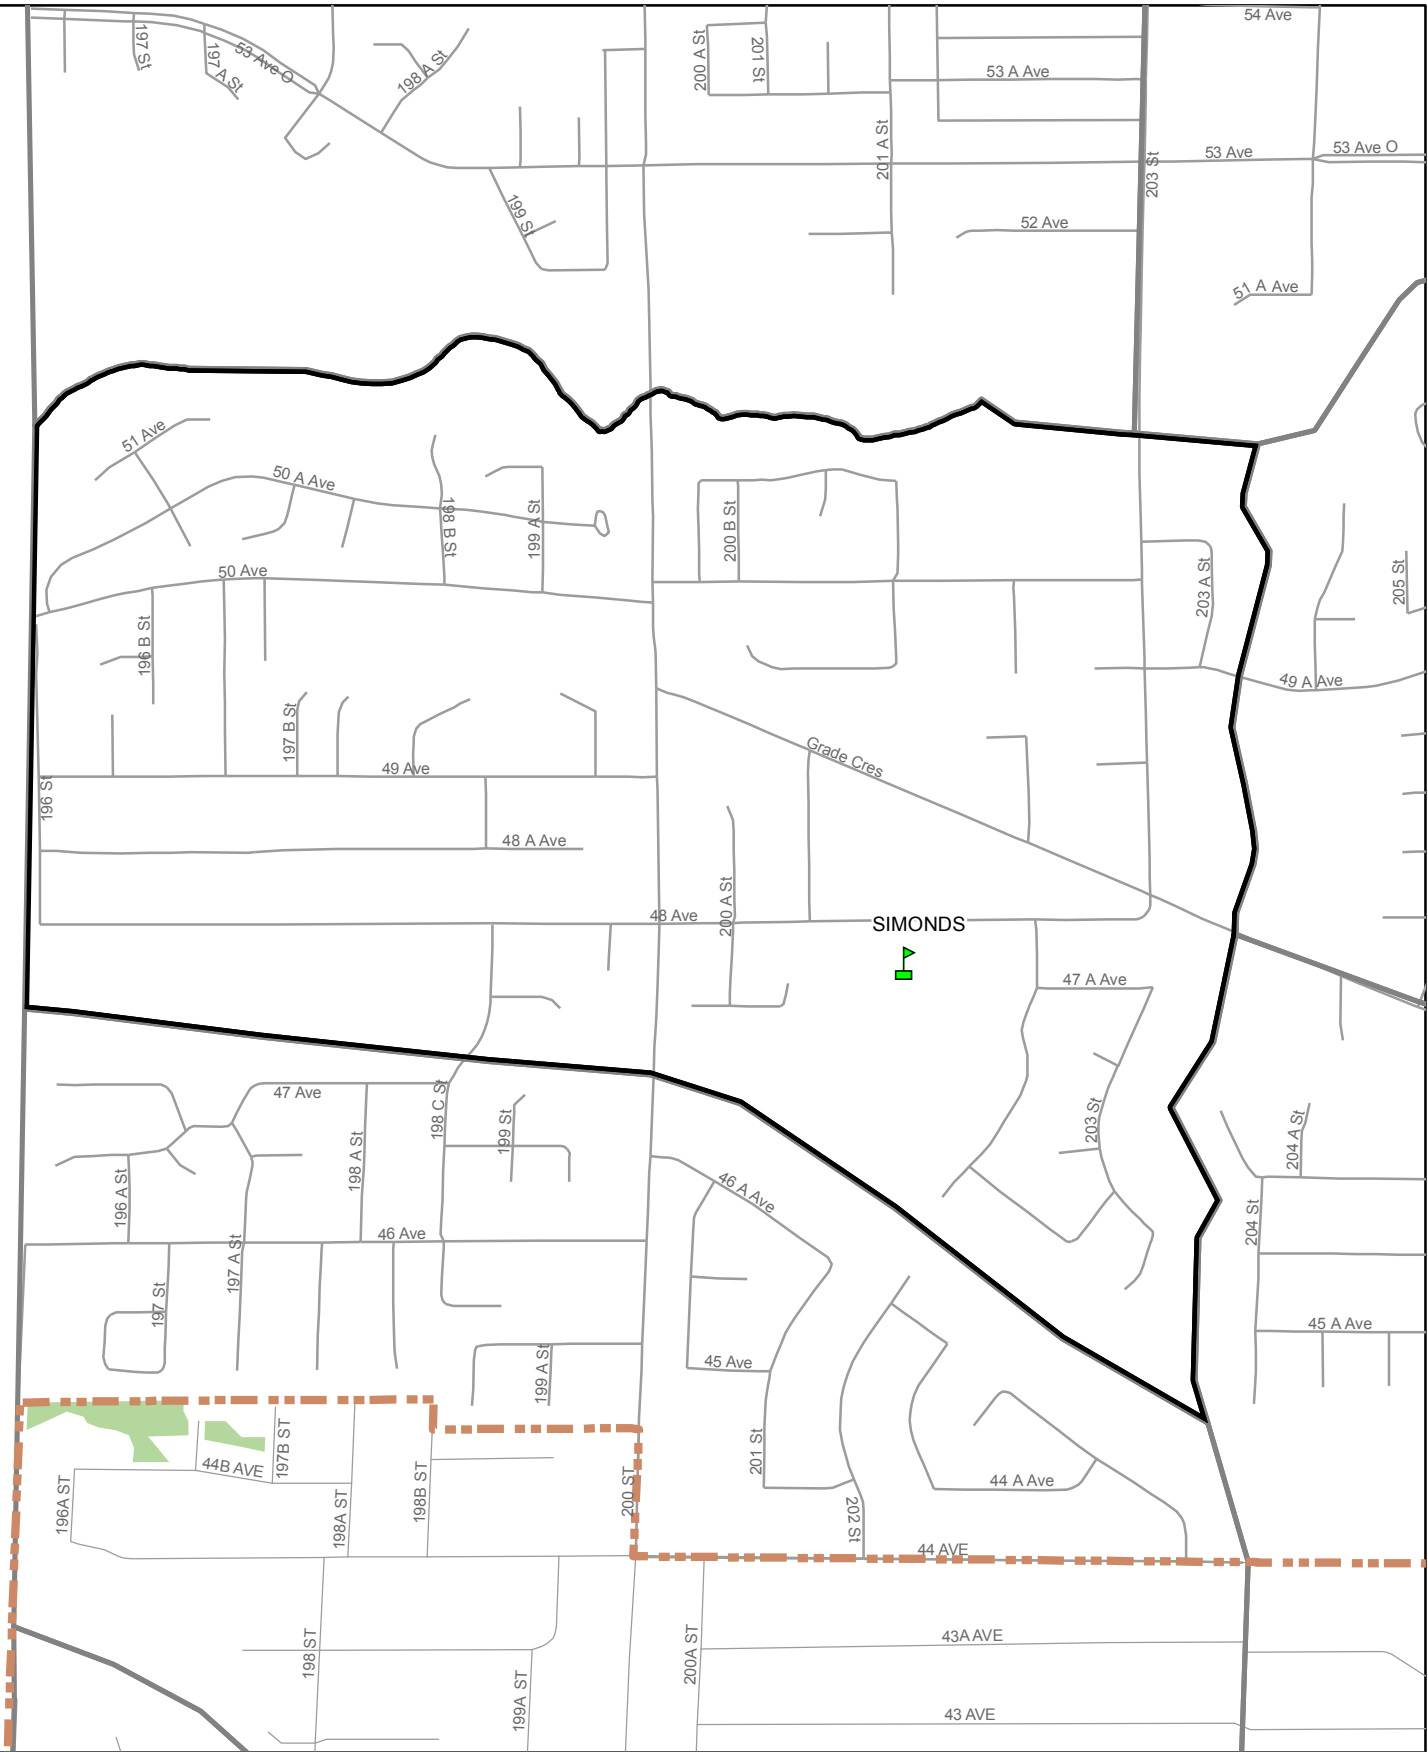 54 Ave
197 St
197 A St
53 Ave O
198 A St
200 A St
201 St
53 A Ave
201 A St
203 St
53 Ave
53 Ave O
199 St
52 Ave
51 A Ave
51 Ave
50 A Ave
198 B St
199 A St
200 B St
50 Ave
203 A St
205 St
196 B St
49 A Ave
197 B St
Grade Cres
49 Ave
196 St
48 A Ave
200 A St
48 Ave
SIMONDS
47 A Ave
47 Ave
198 C St
199 St
203 St
204 A St
198 A St
196 A St
46 A Ave
204 St
46 Ave
197 A St
197 St
45 A Ave
45 Ave
199 A St
201 St
197B ST
44B AVE
44 A Ave
196A ST
198A ST
198B ST
200 ST
202 St
44 AVE
198 ST
200A ST
43A AVE
199A ST
43 AVE